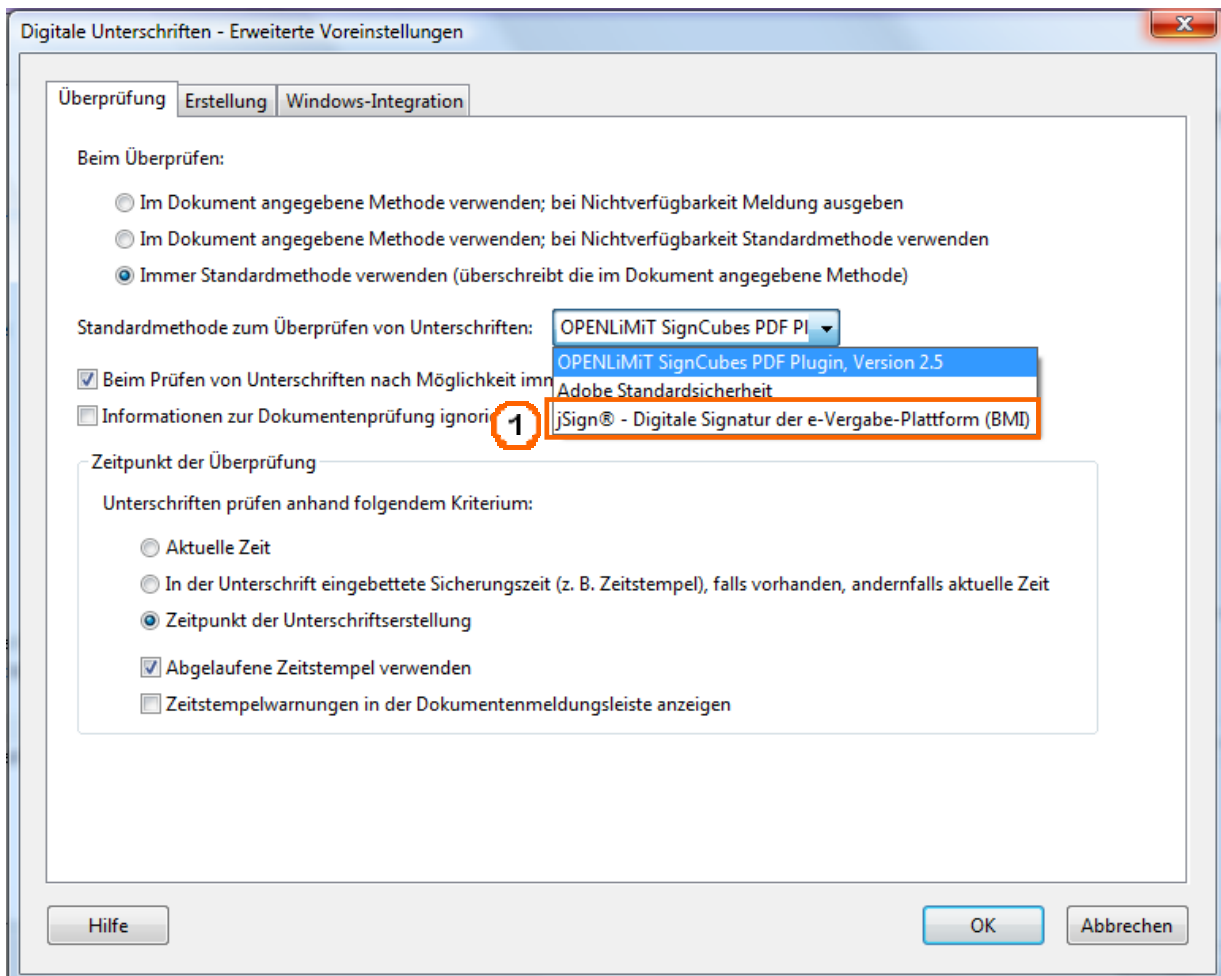 Digitale Unterschriften - Erweiterte Voreinstellungen
X
Überprüfung Erstellung Windows-Integration
Beim Überprüfen:
Im Dokument angegebene Methode verwenden; bei Nichtverfügbarkeit Meldung ausgeben
Im Dokument angegebene Methode verwenden; bei Nichtverfügbarkeit Standardmethode verwenden
Immer Standardmethode verwenden (überschreibt die im Dokument angegebene Methode)
Standardmethode zum Überprüfen von Unterschriften: OPENLiMiT SignCubes PDF Pl
OPENLiMiT SignCubes PDF Plugin, Version 2.5
Beim Prüfen von Unterschriften nach Möglichkeit
Adobe Standardsicherheit
Informationen zur Dokumentenprüfung
1 jSign® - Digitale Signatur der e-Vergabe-Plattform (BMI)
Zeitpunkt der Überprüfung
Unterschriften prüfen anhand folgendem Kriterium:
Aktuelle Zeit
In der Unterschrift eingebettete Sicherungszeit (z. B. Zeitstempel), falls vorhanden, andernfalls aktuelle Zeit
Zeitpunkt der Unterschriftserstellung
Abgelaufene Zeitstempel verwenden
Zeitstempelwarnungen in der Dokumentenmeldungsleiste anzeigen
Hilfe OK Abbrechen